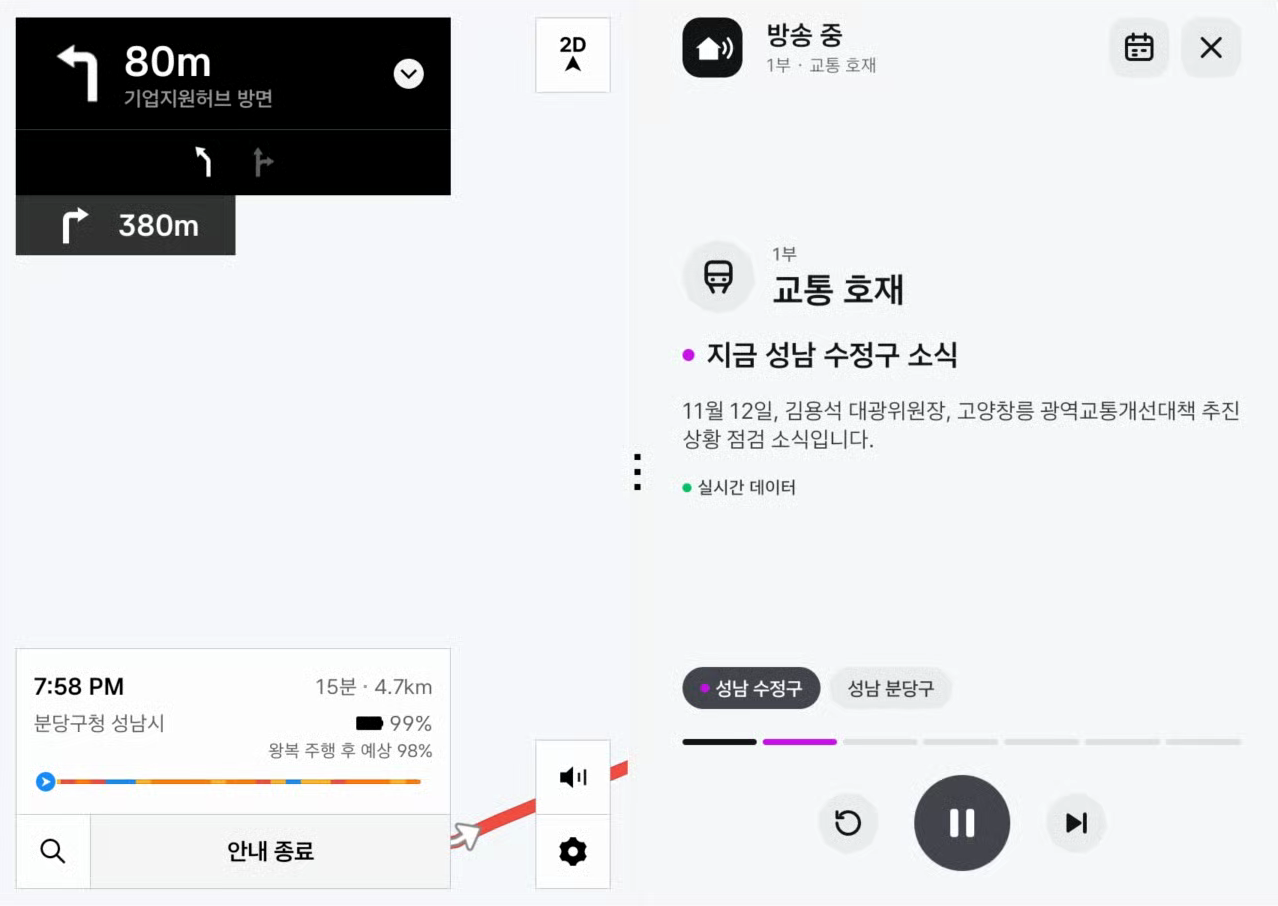 80m
기업지원허브 방면
380m
2D
7:58 PM
15분 · 4.7km
분당구청 성남시
99%
왕복 주행 후 예상 98%
안내 종료
방송 중
1부 · 교통 호재
1부
교통 호재
지금 성남 수정구 소식
11월 12일, 김용석 대광위원장, 고양창릉 광역교통개선대책 추진
상황 점검 소식입니다.
실시간 데이터
성남 수정구
성남 분당구